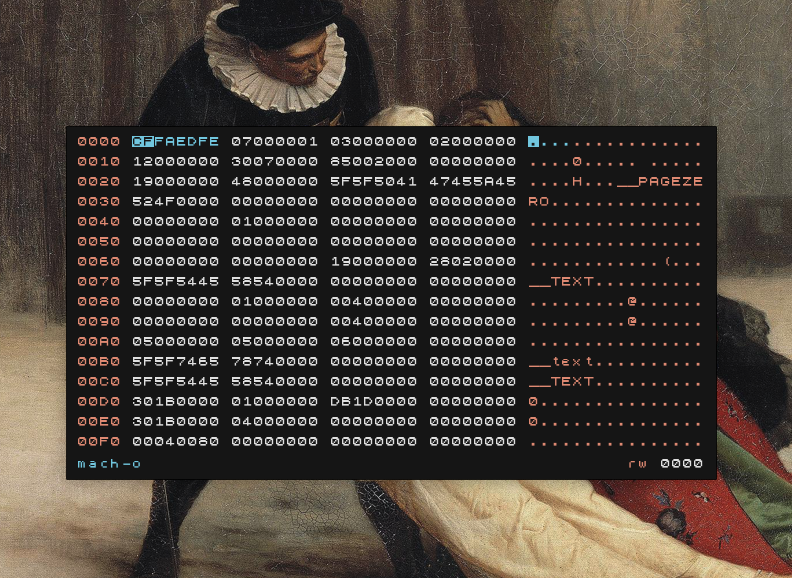 0000 CFFAEDFE 07000001 03000000 02000000 ................
0010 12000000 30070000 85002000 00000000 ....0..... .....
0020 19000000 48000000 5F5F5041 47455A45 ....H...__PAGEZE
0030 524F0000 00000000 00000000 00000000 RO..............
0040 00000000 01000000 00000000 00000000 ................
0050 00000000 00000000 00000000 00000000 ................
0060 00000000 00000000 19000000 28020000 ............(...
0070 5F5F5445 58540000 00000000 00000000 __TEXT..........
0080 00000000 01000000 00400000 00000000 .........@......
0090 00000000 00000000 00400000 00000000 .........@......
00A0 05000000 05000000 06000000 00000000 ................
00B0 5F5F7465 78740000 00000000 00000000 __text..........
00C0 5F5F5445 58540000 00000000 00000000 __TEXT..........
00D0 301B0000 01000000 DB1D0000 00000000 0...............
00E0 301B0000 04000000 00000000 00000000 0...............
00F0 00040080 00000000 00000000 00000000 ................
mach-o rw 0000